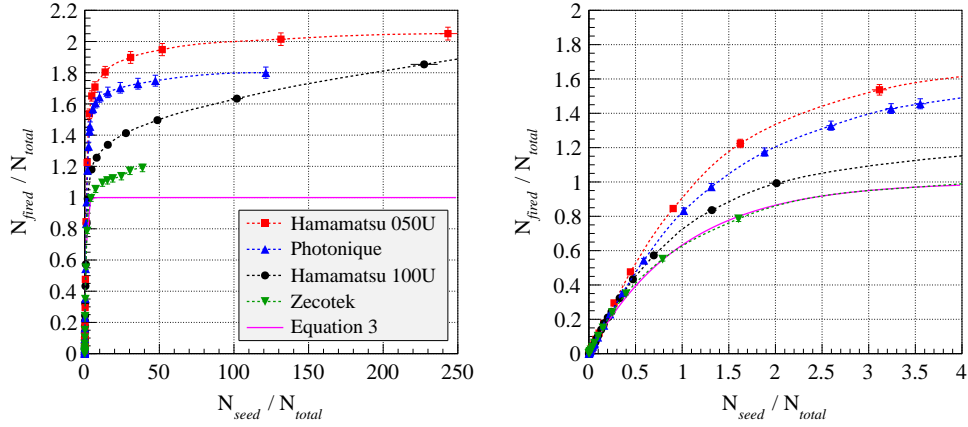 N_fired / N_total
2.2
2
1.8
1.6
1.4
1.2
1
0.8
0.6
0.4
0.2
0
0 50 100 150 200 250
N_seed / N_total
Hamamatsu 050U
Photonique
Hamamatsu 100U
Zecotek
Equation 3
N_fired / N_total
2
1.8
1.6
1.4
1.2
1
0.8
0.6
0.4
0.2
0
0 0.5 1 1.5 2 2.5 3 3.5 4
N_seed / N_total